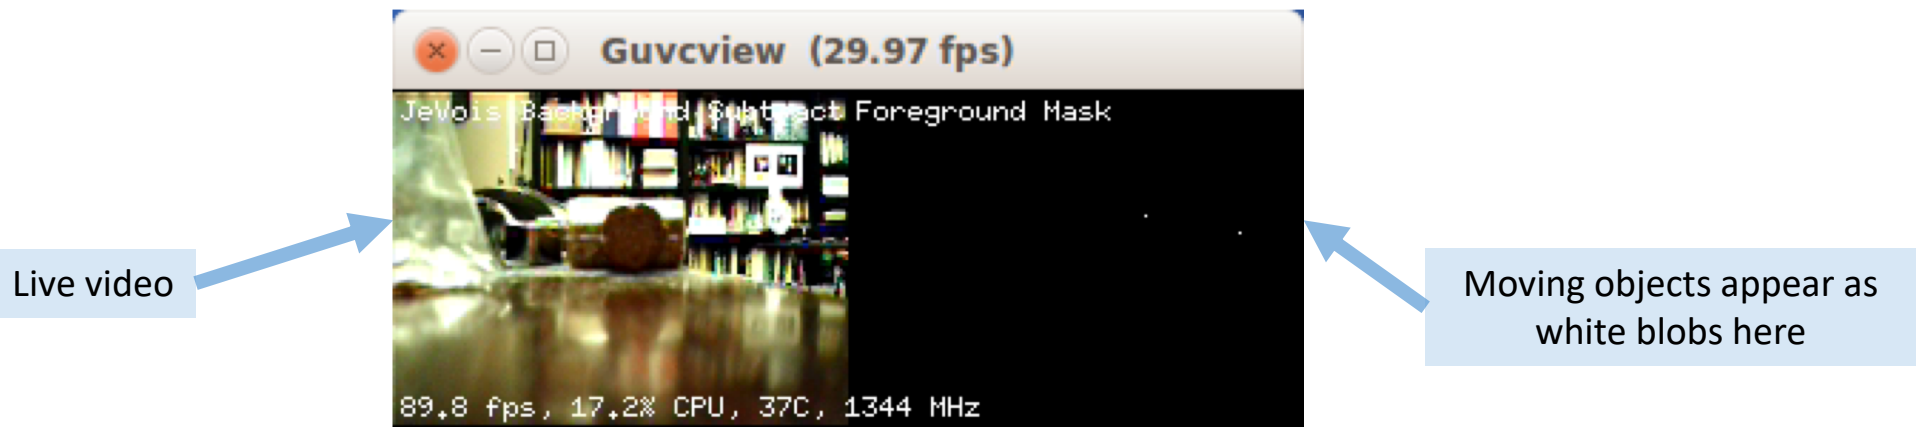 Guvcview (29.97 fps)
JeVois Background Subtract Foreground Mask
Live video
Moving objects appear as
white blobs here
89.8 fps, 17.2% CPU, 37C, 1344 MHz